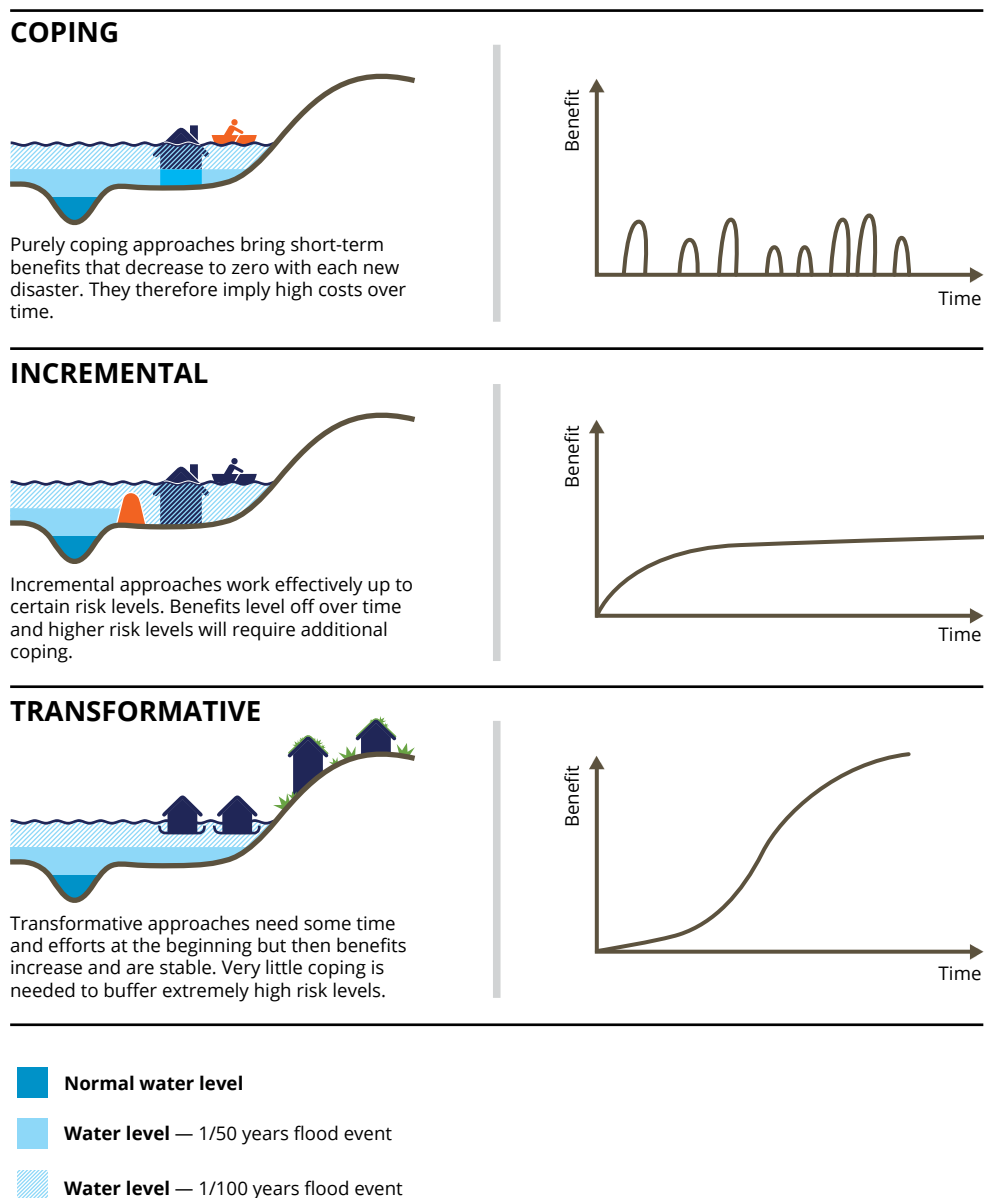 COPING
Purely coping approaches bring short-term
benefits that decrease to zero with each new
disaster. They therefore imply high costs over
time.
Benefit
Time
INCREMENTAL
Incremental approaches work effectively up to
certain risk levels. Benefits level off over time
and higher risk levels will require additional
coping.
Benefit
Time
TRANSFORMATIVE
Transformative approaches need some time
and efforts at the beginning but then benefits
increase and are stable. Very little coping is
needed to buffer extremely high risk levels.
Benefit
Time
Normal water level
Water level — 1/50 years flood event
Water level — 1/100 years flood event